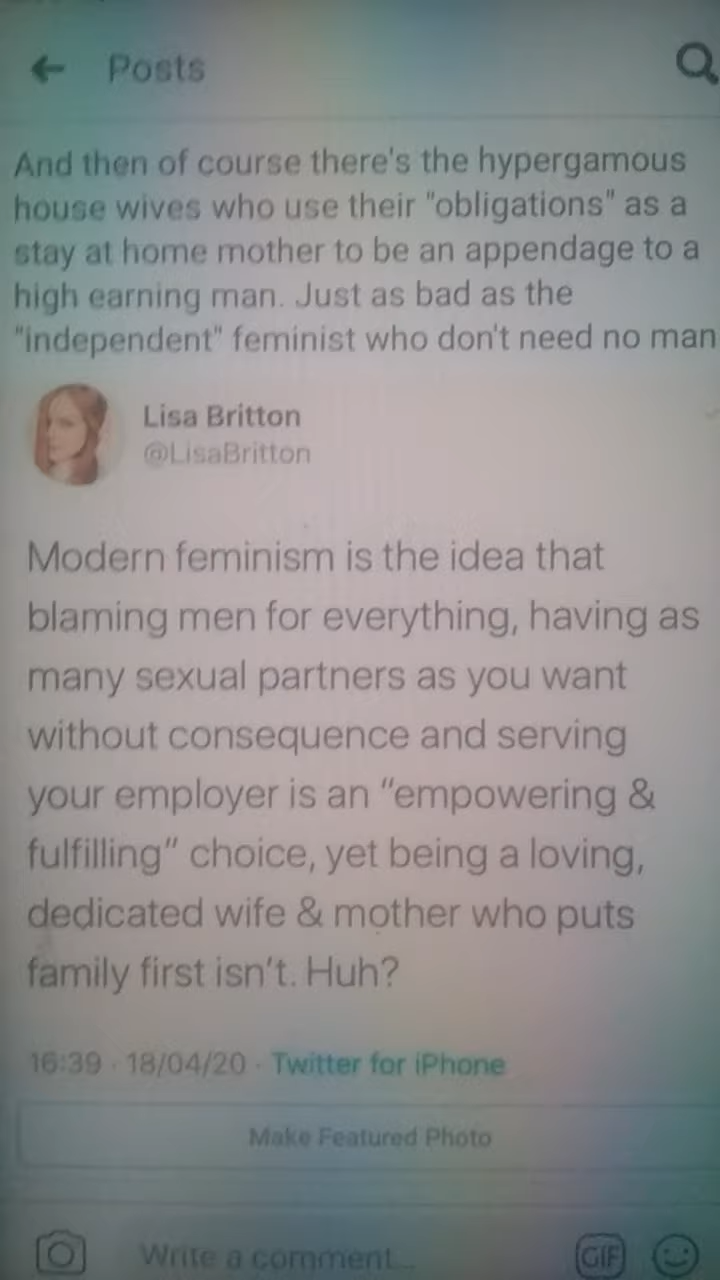 Posts
And then of course there's the hypergamous
house wives who use their "obligations" as a
stay at home mother to be an appendage to a
high earning man. Just as bad as the
"independent" feminist who don't need no man
Lisa Britton
@LisaBritton
Modern feminism is the idea that
blaming men for everything, having as
many sexual partners as you want
without consequence and serving
your employer is an "empowering &
fulfilling" choice, yet being a loving,
dedicated wife & mother who puts
family first isn't. Huh?
16:39 · 18/04/20 · Twitter for iPhone
Make Featured Photo
Write a comment...
GIF